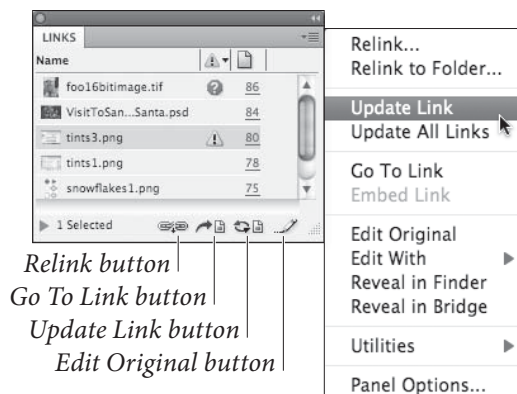 LINKS
Name
foo16bitimage.tif 86
VisitToSan...Santa.psd 84
tints3.png 80
tints1.png 78
snowflakes1.png 75
1 Selected
Relink button
Go To Link button
Update Link button
Edit Original button
Relink...
Relink to Folder...
Update Link
Update All Links
Go To Link
Embed Link
Edit Original
Edit With
Reveal in Finder
Reveal in Bridge
Utilities
Panel Options...